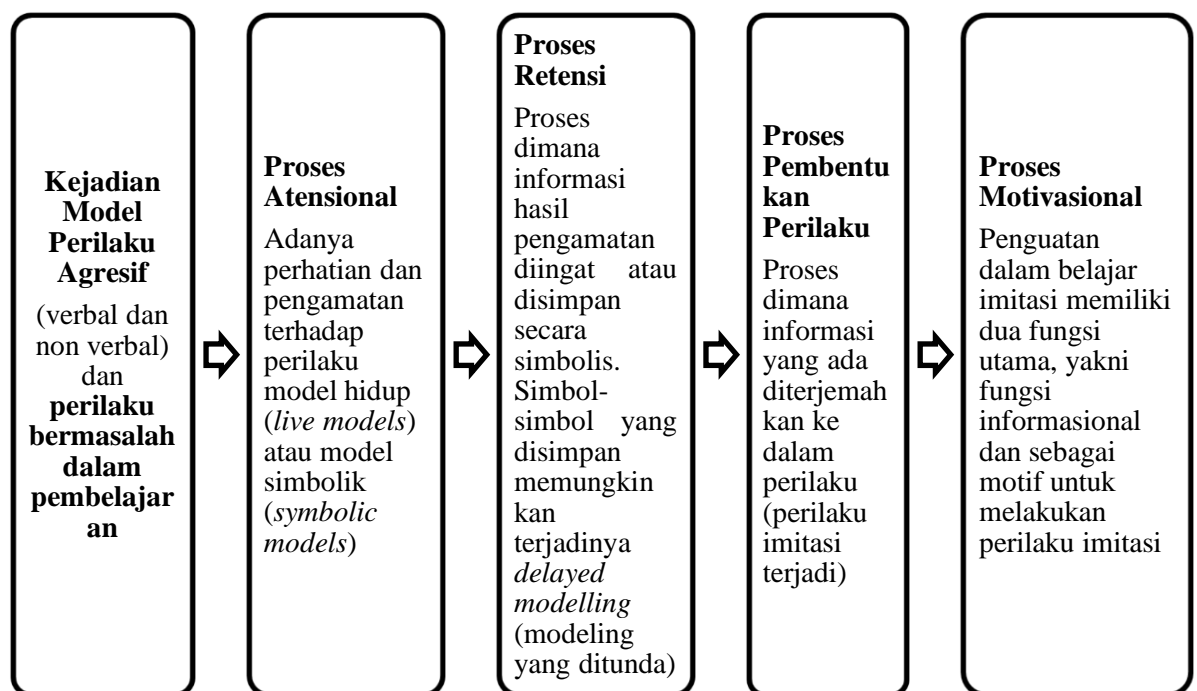 Kejadian
Model
Perilaku
Agresif
(verbal dan
non verbal)
dan
perilaku
bermasalah
dalam
pembelajar
an
Proses
Atensional
Adanya
perhatian dan
pengamatan
terhadap
perilaku
model hidup
(live models)
atau model
simbolik
(symbolic
models)
Proses
Retensi
Proses
dimana
informasi
hasil
pengamatan
diingat atau
disimpan
secara
simbolis.
Simbol-
simbol yang
disimpan
memungkin
kan
terjadinya
delayed
modelling
(modeling
yang ditunda)
Proses
Pembentu
kan
Perilaku
Proses
dimana
informasi
yang ada
diterjemah
kan ke
dalam
perilaku
(perilaku
imitasi
terjadi)
Proses
Motivasional
Penguatan
dalam belajar
imitasi memiliki
dua fungsi
utama, yakni
fungsi
informasional
dan sebagai
motif untuk
melakukan
perilaku imitasi